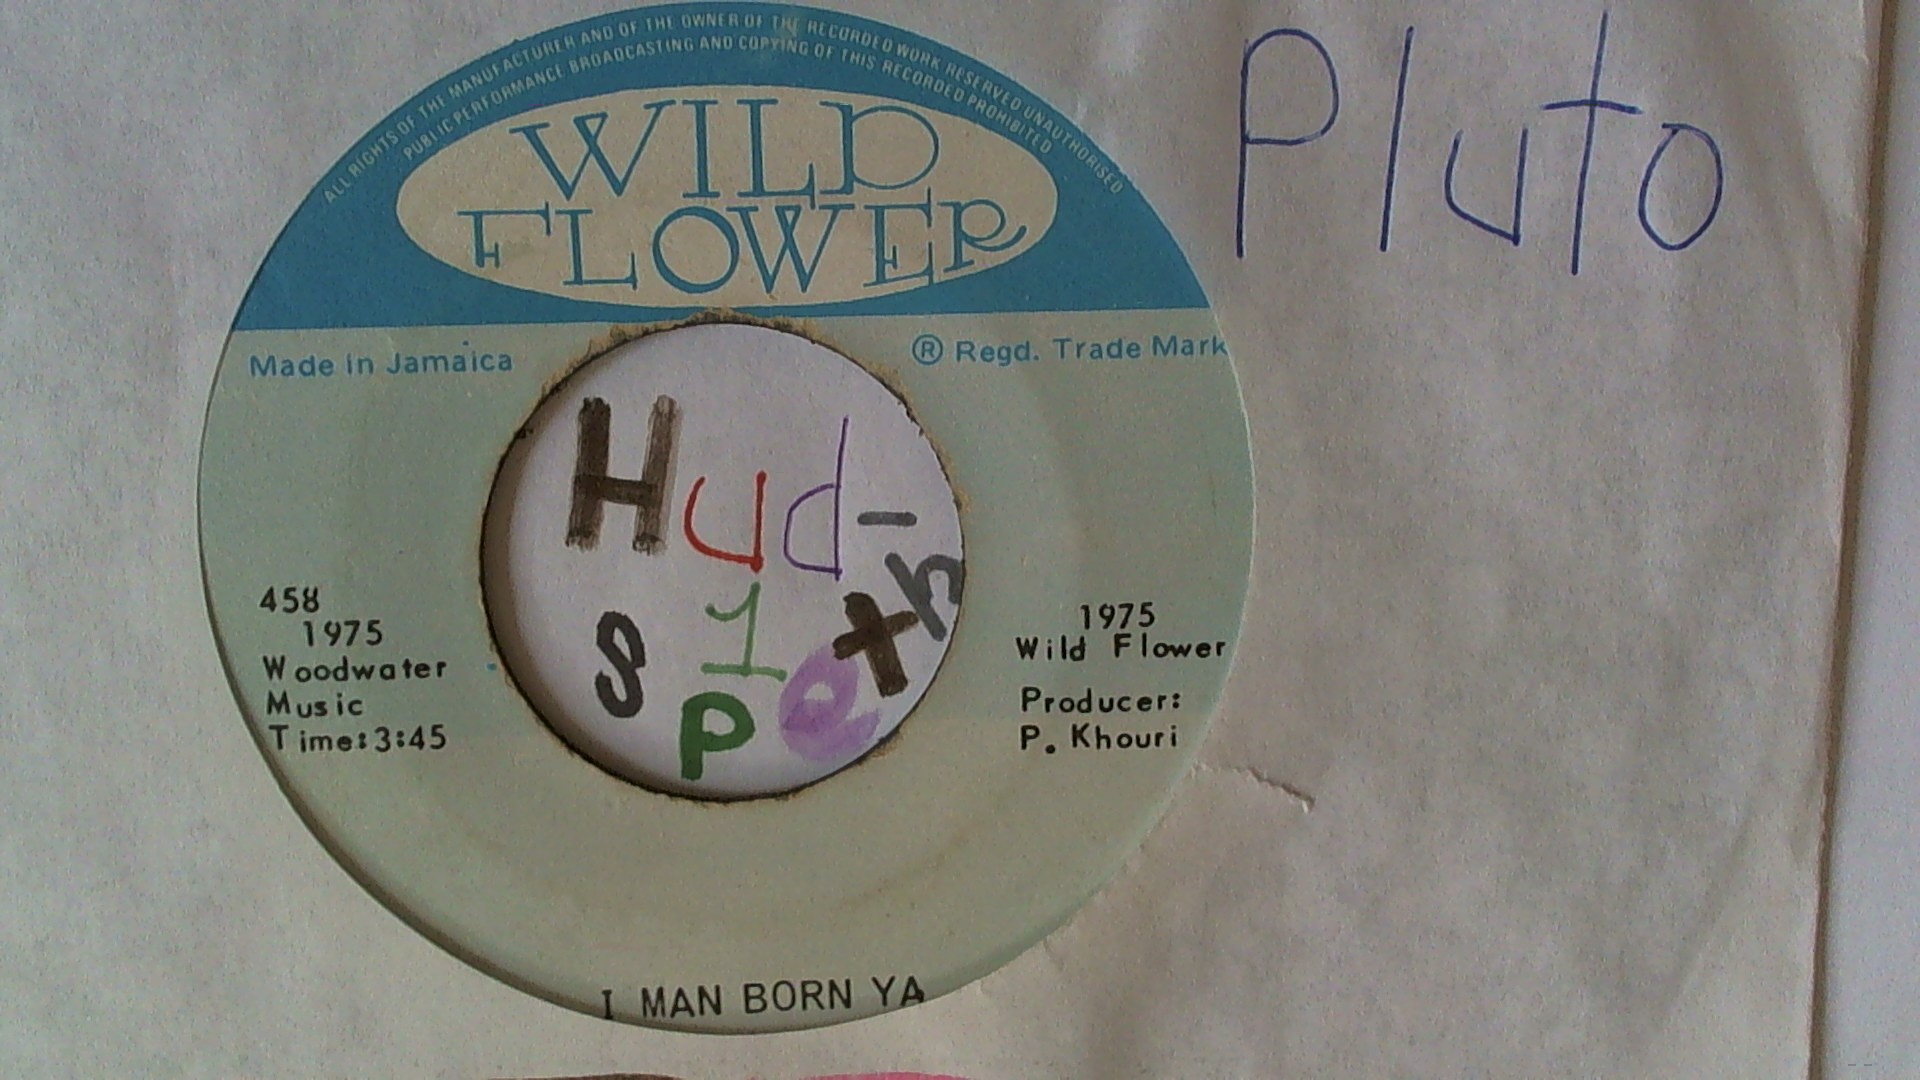 ALL RIGHTS OF THE MANUFACTURER AND OF THE OWNER OF THE RECORDED WORK RESERVED UNAUTHORISED
PUBLIC PERFORMANCE BROADCASTING AND COPYING OF THIS RECORDED PROHIBITED
WILD
FLOWER
Pluto
Made in Jamaica
® Regd. Trade Mark
Hud-
1
8
p e x h
458
1975
Woodwater
Music
Time:3:45
1975
Wild Flower
Producer:
P. Khouri
I MAN BORN YA